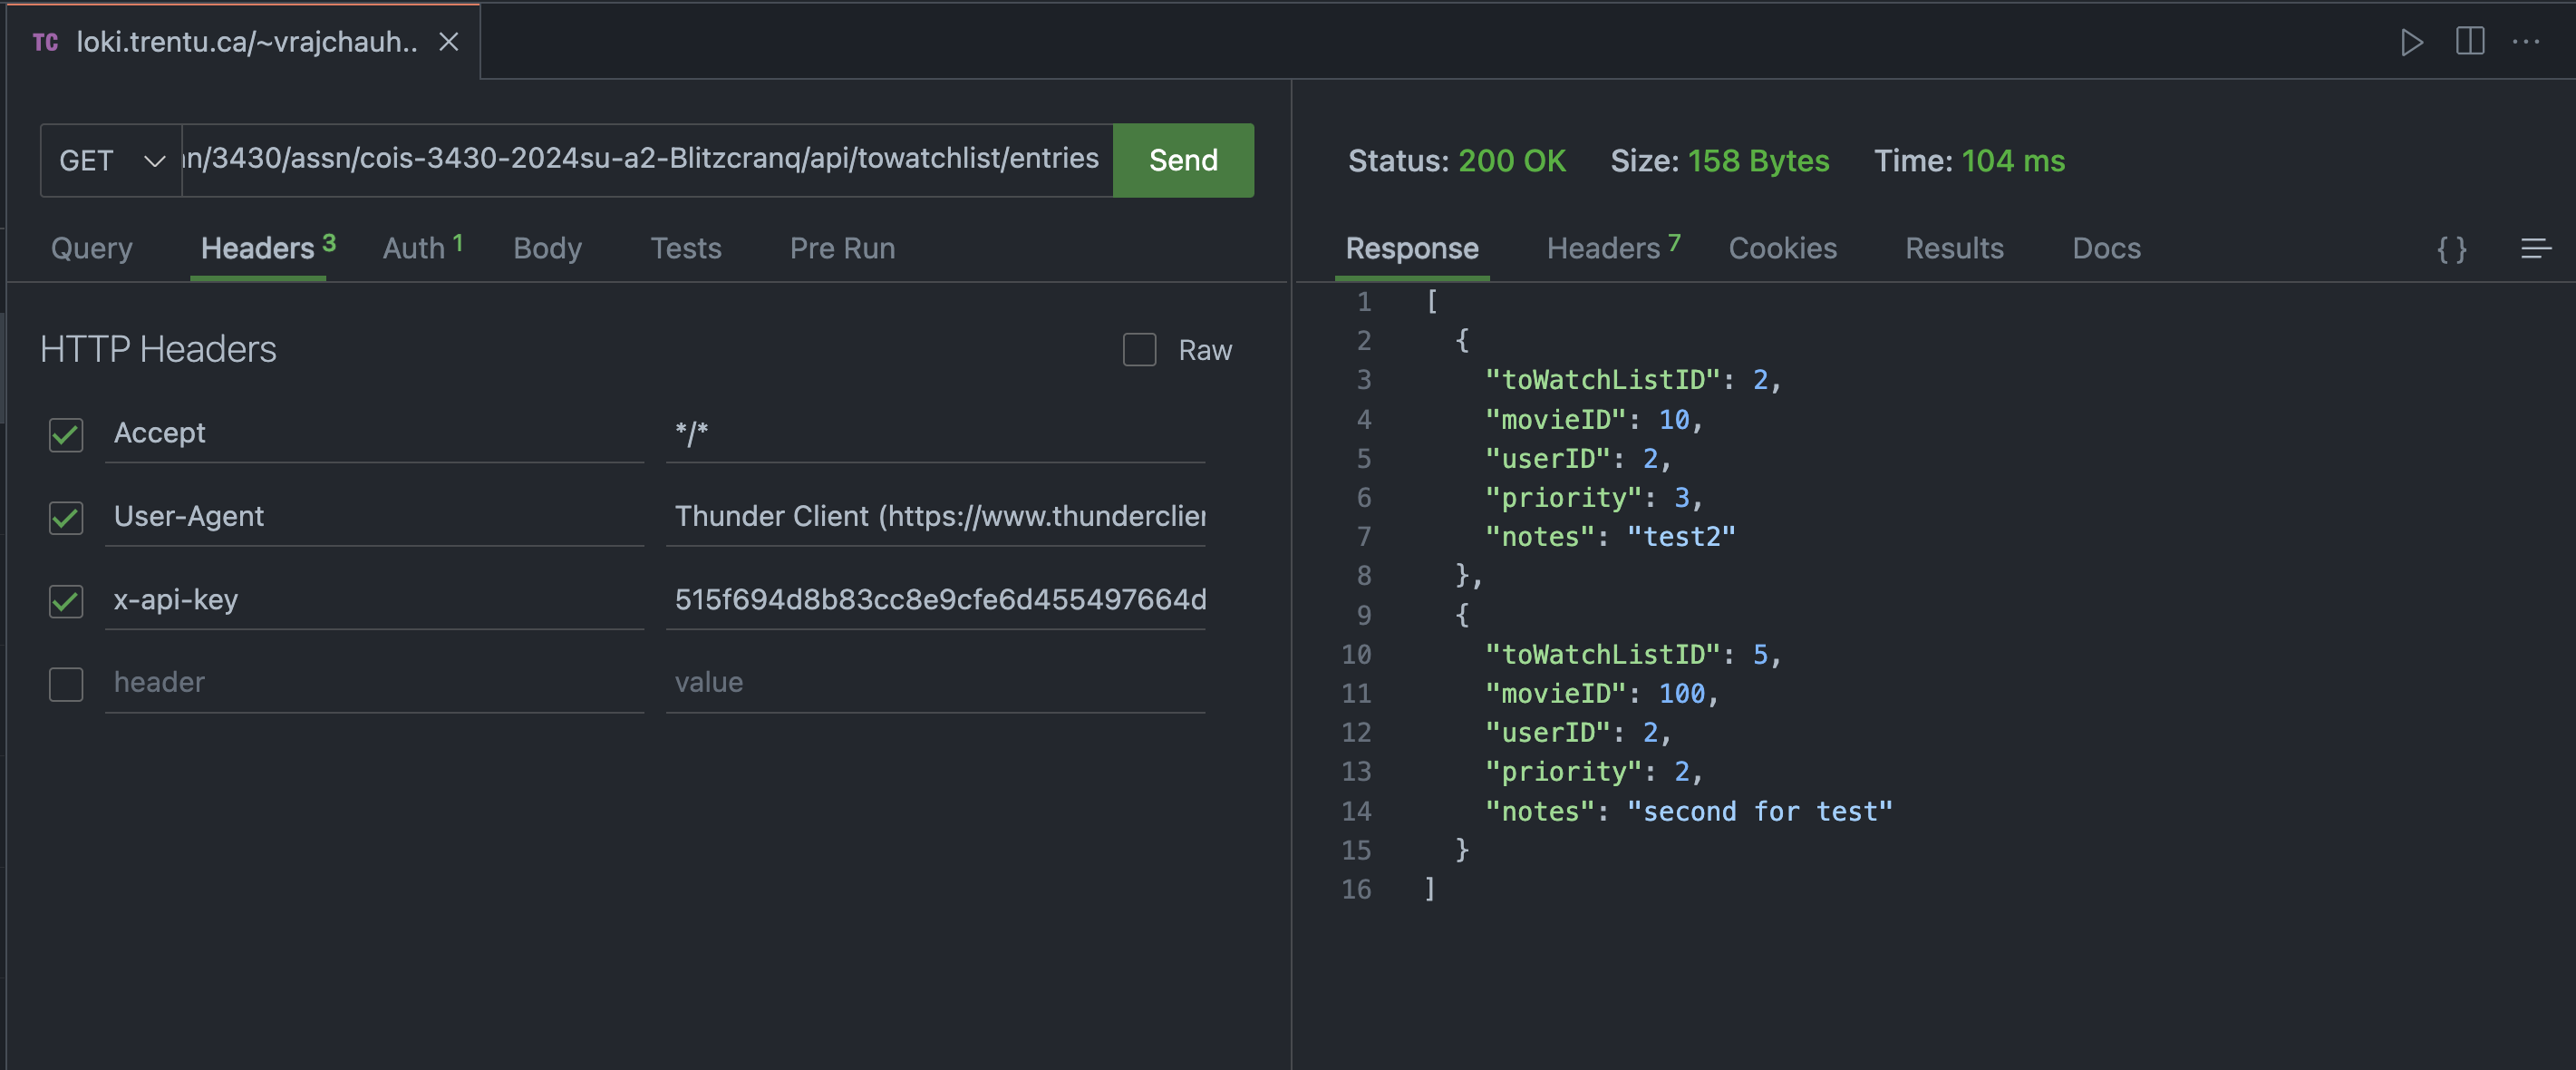 TC loki.trentu.ca/~vrajchauh..
GET n/3430/assn/cois-3430-2024su-a2-Blitzcranq/api/towatchlist/entries Send
Query Headers 3 Auth 1 Body Tests Pre Run
HTTP Headers Raw
Accept */*
User-Agent Thunder Client (https://www.thunderclien
x-api-key 515f694d8b83cc8e9cfe6d455497664d
header value
Status: 200 OK Size: 158 Bytes Time: 104 ms
Response Headers 7 Cookies Results Docs { }
1 [
2 {
3 "toWatchListID": 2,
4 "movieID": 10,
5 "userID": 2,
6 "priority": 3,
7 "notes": "test2"
8 },
9 {
10 "toWatchListID": 5,
11 "movieID": 100,
12 "userID": 2,
13 "priority": 2,
14 "notes": "second for test"
15 }
16 ]